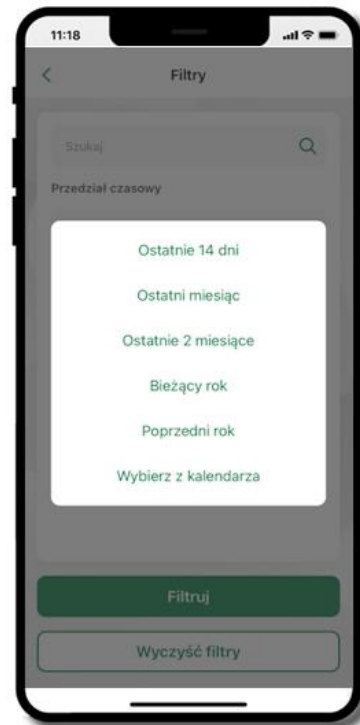 11:18
Filtry
Szukaj
Przedział czasowy
Ostatnie 14 dni
Ostatni miesiąc
Ostatnie 2 miesiące
Bieżący rok
Poprzedni rok
Wybierz z kalendarza
Filtruj
Wyczyść filtry